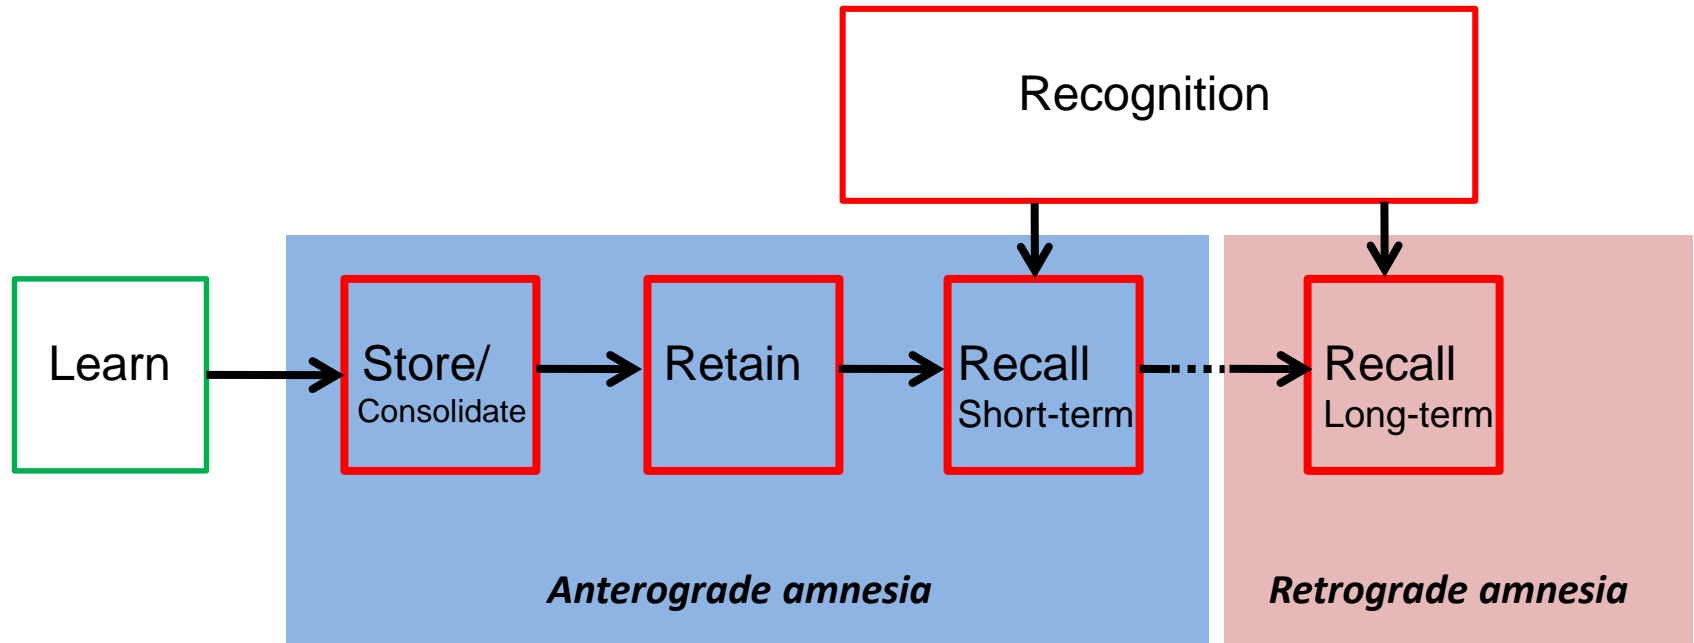 Recognition
Learn
Store/
Consolidate
Retain
Recall
Short-term
Recall
Long-term
Anterograde amnesia
Retrograde amnesia